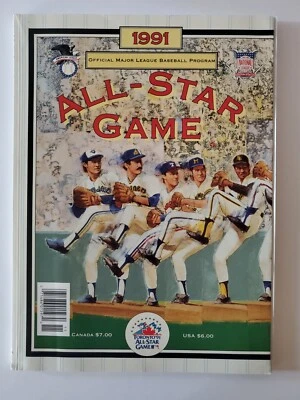 1991
OFFICIAL MAJOR LEAGUE BASEBALL PROGRAM
ALL-STAR
GAME
CANADA $7.00
TORONTO
ALL-STAR
GAME
USA $6.00